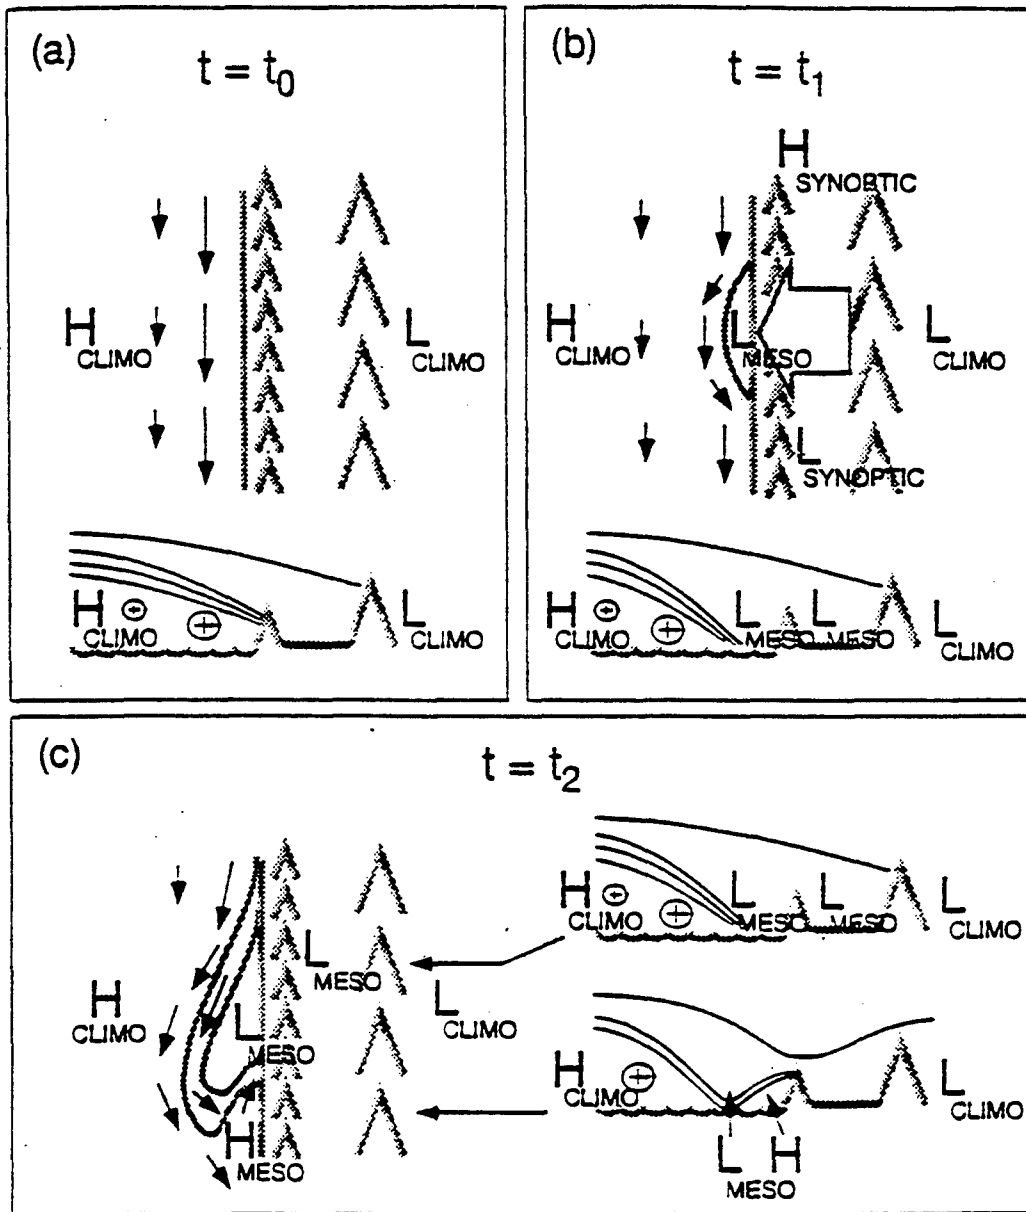 (a)
t = t0
H
CLIMO
L
CLIMO
H
CLIMO
L
CLIMO
(b)
t = t1
H
SYNOPTIC
H
CLIMO
L
MESO
L
CLIMO
L
SYNOPTIC
H
CLIMO
L
MESO
L
MESO
L
CLIMO
(c)
t = t2
H
CLIMO
L
MESO
L
MESO
L
CLIMO
H
MESO
H
CLIMO
L
MESO
L
MESO
L
CLIMO
H
CLIMO
L
CLIMO
L H
MESO